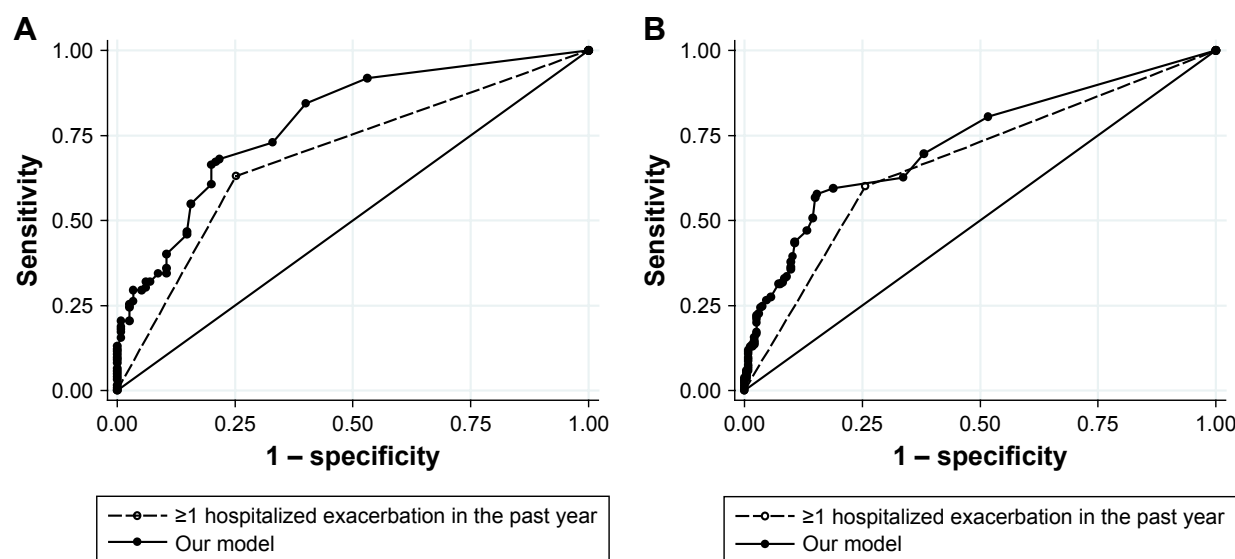 A
1.00
0.75
0.50
0.25
0.00
Sensitivity
0.00 0.25 0.50 0.75 1.00
1 – specificity
≥1 hospitalized exacerbation in the past year
Our model
B
1.00
0.75
0.50
0.25
0.00
Sensitivity
0.00 0.25 0.50 0.75 1.00
1 – specificity
≥1 hospitalized exacerbation in the past year
Our model